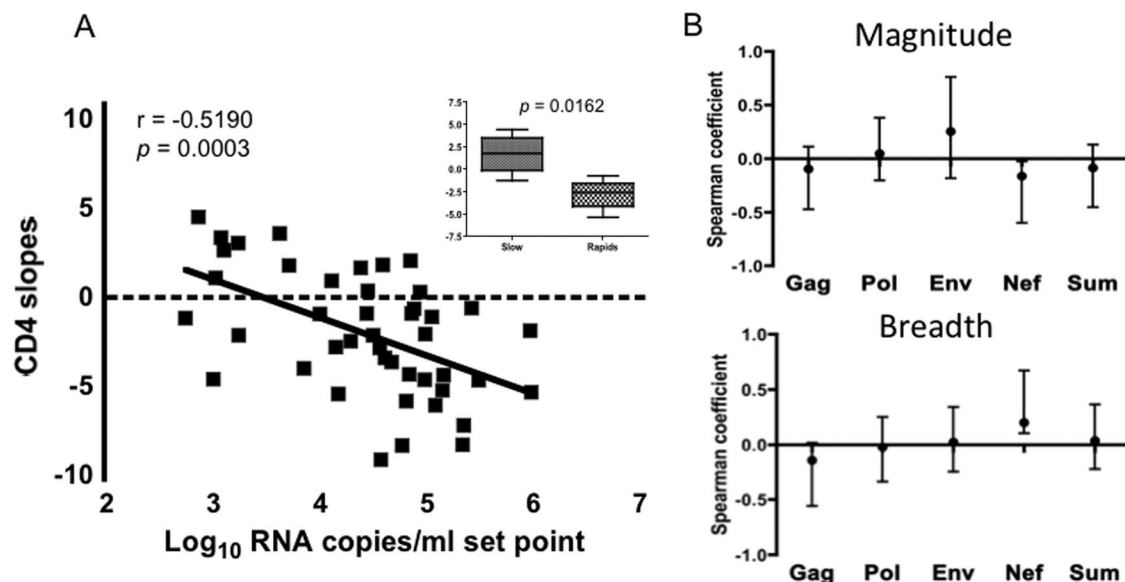 A
r = -0.5190
p = 0.0003
CD4 slopes
10
5
0
-5
-10
2 3 4 5 6 7
Log10 RNA copies/ml set point
p = 0.0162
7.5
5.0
2.5
0.0
-2.5
-5.0
-7.5
Slow Rapids
B
Magnitude
Spearman coefficient
1.0
0.5
0.0
-0.5
-1.0
Gag Pol Env Nef Sum
Breadth
Spearman coefficient
1.0
0.5
0.0
-0.5
-1.0
Gag Pol Env Nef Sum